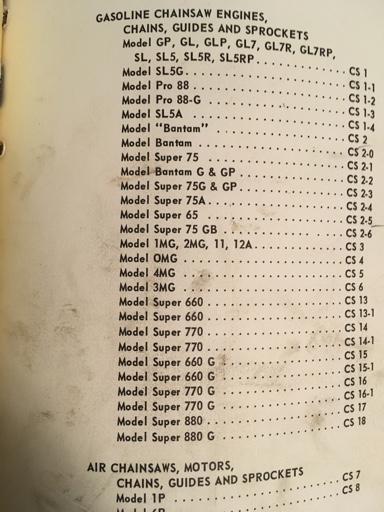 GASOLINE CHAINSAW ENGINES,
CHAINS, GUIDES AND SPROCKETS
Model GP, GL, GLP, GL7, GL7R, GL7RP,
SL, SL5, SL5R, SL5RP . . . . . . . . . . . . CS 1
Model SL5G . . . . . . . . . . . . . . . . . . . . . . CS 1-1
Model Pro 88 . . . . . . . . . . . . . . . . . . . . . CS 1-2
Model Pro 88-G . . . . . . . . . . . . . . . . . . . CS 1-3
Model SL5A . . . . . . . . . . . . . . . . . . . . . . CS 1-4
Model "Bantam" . . . . . . . . . . . . . . . . . . . CS 2
Model Bantam . . . . . . . . . . . . . . . . . . . . . CS 2-0
Model Super 75 . . . . . . . . . . . . . . . . . . . CS 2-1
Model Bantam G & GP . . . . . . . . . . . . . . CS 2-2
Model Super 75G & GP . . . . . . . . . . . . . CS 2-3
Model Super 75A . . . . . . . . . . . . . . . . . . CS 2-4
Model Super 65 . . . . . . . . . . . . . . . . . . . CS 2-5
Model Super 75 GB . . . . . . . . . . . . . . . . CS 2-6
Model 1MG, 2MG, 11, 12A . . . . . . . . . . . CS 3
Model OMG . . . . . . . . . . . . . . . . . . . . . . . CS 4
Model 4MG . . . . . . . . . . . . . . . . . . . . . . . CS 5
Model 3MG . . . . . . . . . . . . . . . . . . . . . . . CS 6
Model Super 660 . . . . . . . . . . . . . . . . . . CS 13
Model Super 660 . . . . . . . . . . . . . . . . . . CS 13-1
Model Super 770 . . . . . . . . . . . . . . . . . . CS 14
Model Super 770 . . . . . . . . . . . . . . . . . . CS 14-1
Model Super 660 G . . . . . . . . . . . . . . . . CS 15
Model Super 660 G . . . . . . . . . . . . . . . . CS 15-1
Model Super 770 G . . . . . . . . . . . . . . . . CS 16
Model Super 770 G . . . . . . . . . . . . . . . . CS 16-1
Model Super 880 . . . . . . . . . . . . . . . . . . CS 17
Model Super 880 G . . . . . . . . . . . . . . . . CS 18
AIR CHAINSAWS, MOTORS,
CHAINS, GUIDES AND SPROCKETS
Model 1P . . . . . . . . . . . . . . . . . . . . . . . . CS 7
CS 8